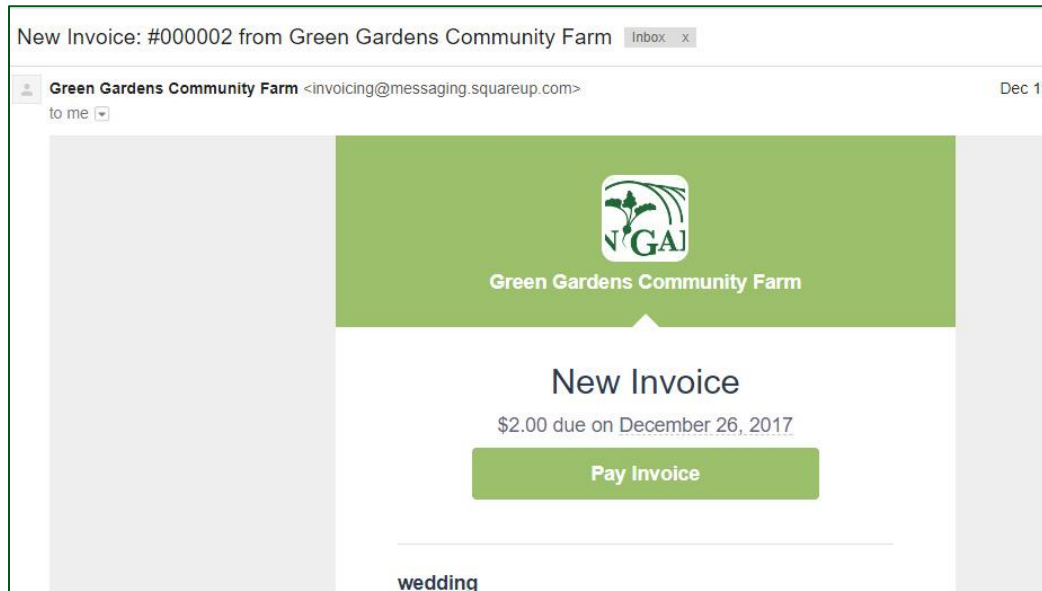 New Invoice: #000002 from Green Gardens Community Farm Inbox x
Green Gardens Community Farm <invoicing@messaging.squareup.com> Dec 1
to me
N GAI
Green Gardens Community Farm
New Invoice
$2.00 due on December 26, 2017
Pay Invoice
wedding